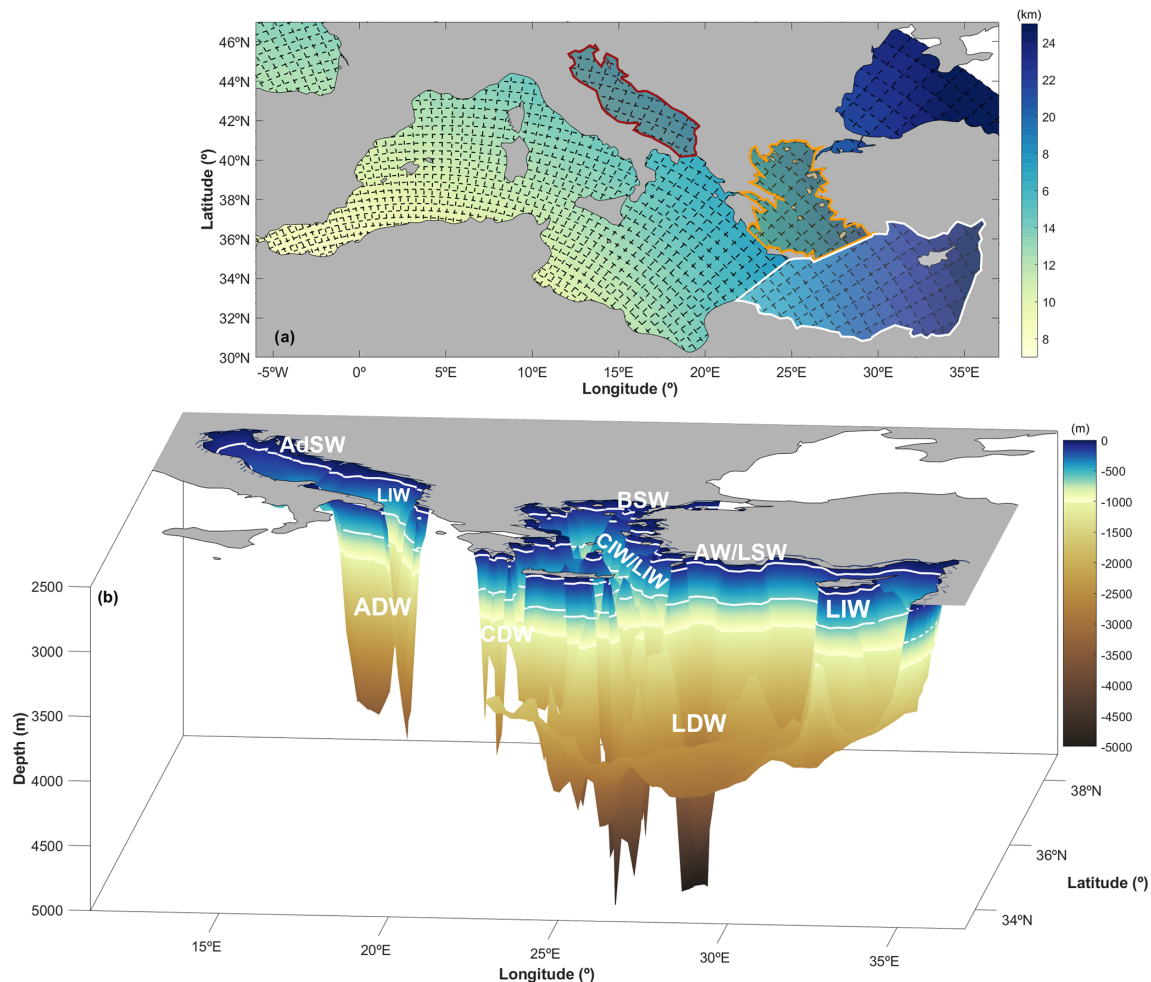 (km)
46ºN
44ºN
42ºN
40ºN
38ºN
36ºN
34ºN
32ºN
30ºN
Latitude (º)
(a)
-5ºW
0º
5ºE
10ºE
15ºE
20ºE
25ºE
30ºE
35ºE
Longitude (º)
24
22
20
18
8
6
14
12
10
8
(m)
0
-500
-1000
-1500
-2000
-2500
-3000
-3500
-4000
-4500
-5000
AdSW
LIW
BSW
CIW/LIW
AW/LSW
LIW
ADW
CDW
LDW
(b)
2500
3000
3500
4000
4500
5000
Depth (m)
15ºE
20ºE
25ºE
30ºE
35ºE
Longitude (º)
38ºN
36ºN
34ºN
Latitude (º)